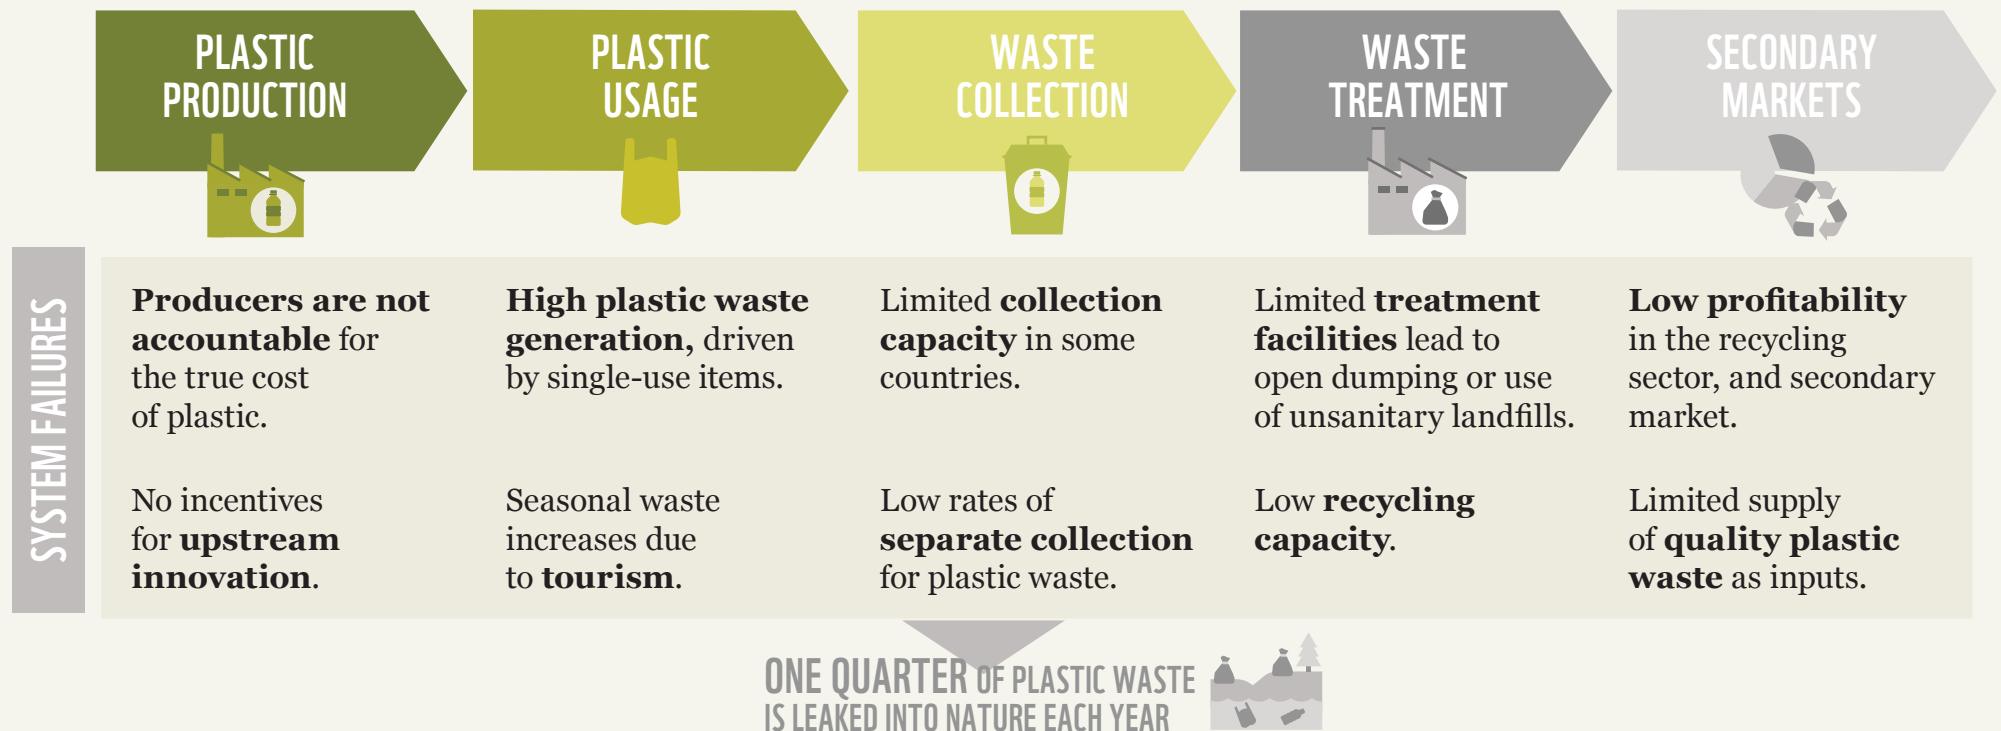 PLASTIC
PRODUCTION
PLASTIC
USAGE
WASTE
COLLECTION
WASTE
TREATMENT
SECONDARY
MARKETS
SYSTEM FAILURES
Producers are not
accountable for
the true cost
of plastic.
No incentives
for upstream
innovation.
High plastic waste
generation, driven
by single-use items.
Seasonal waste
increases due
to tourism.
Limited collection
capacity in some
countries.
Low rates of
separate collection
for plastic waste.
Limited treatment
facilities lead to
open dumping or use
of unsanitary landfills.
Low recycling
capacity.
Low profitability
in the recycling
sector, and secondary
market.
Limited supply
of quality plastic
waste as inputs.
ONE QUARTER OF PLASTIC WASTE
IS LEAKED INTO NATURE EACH YEAR